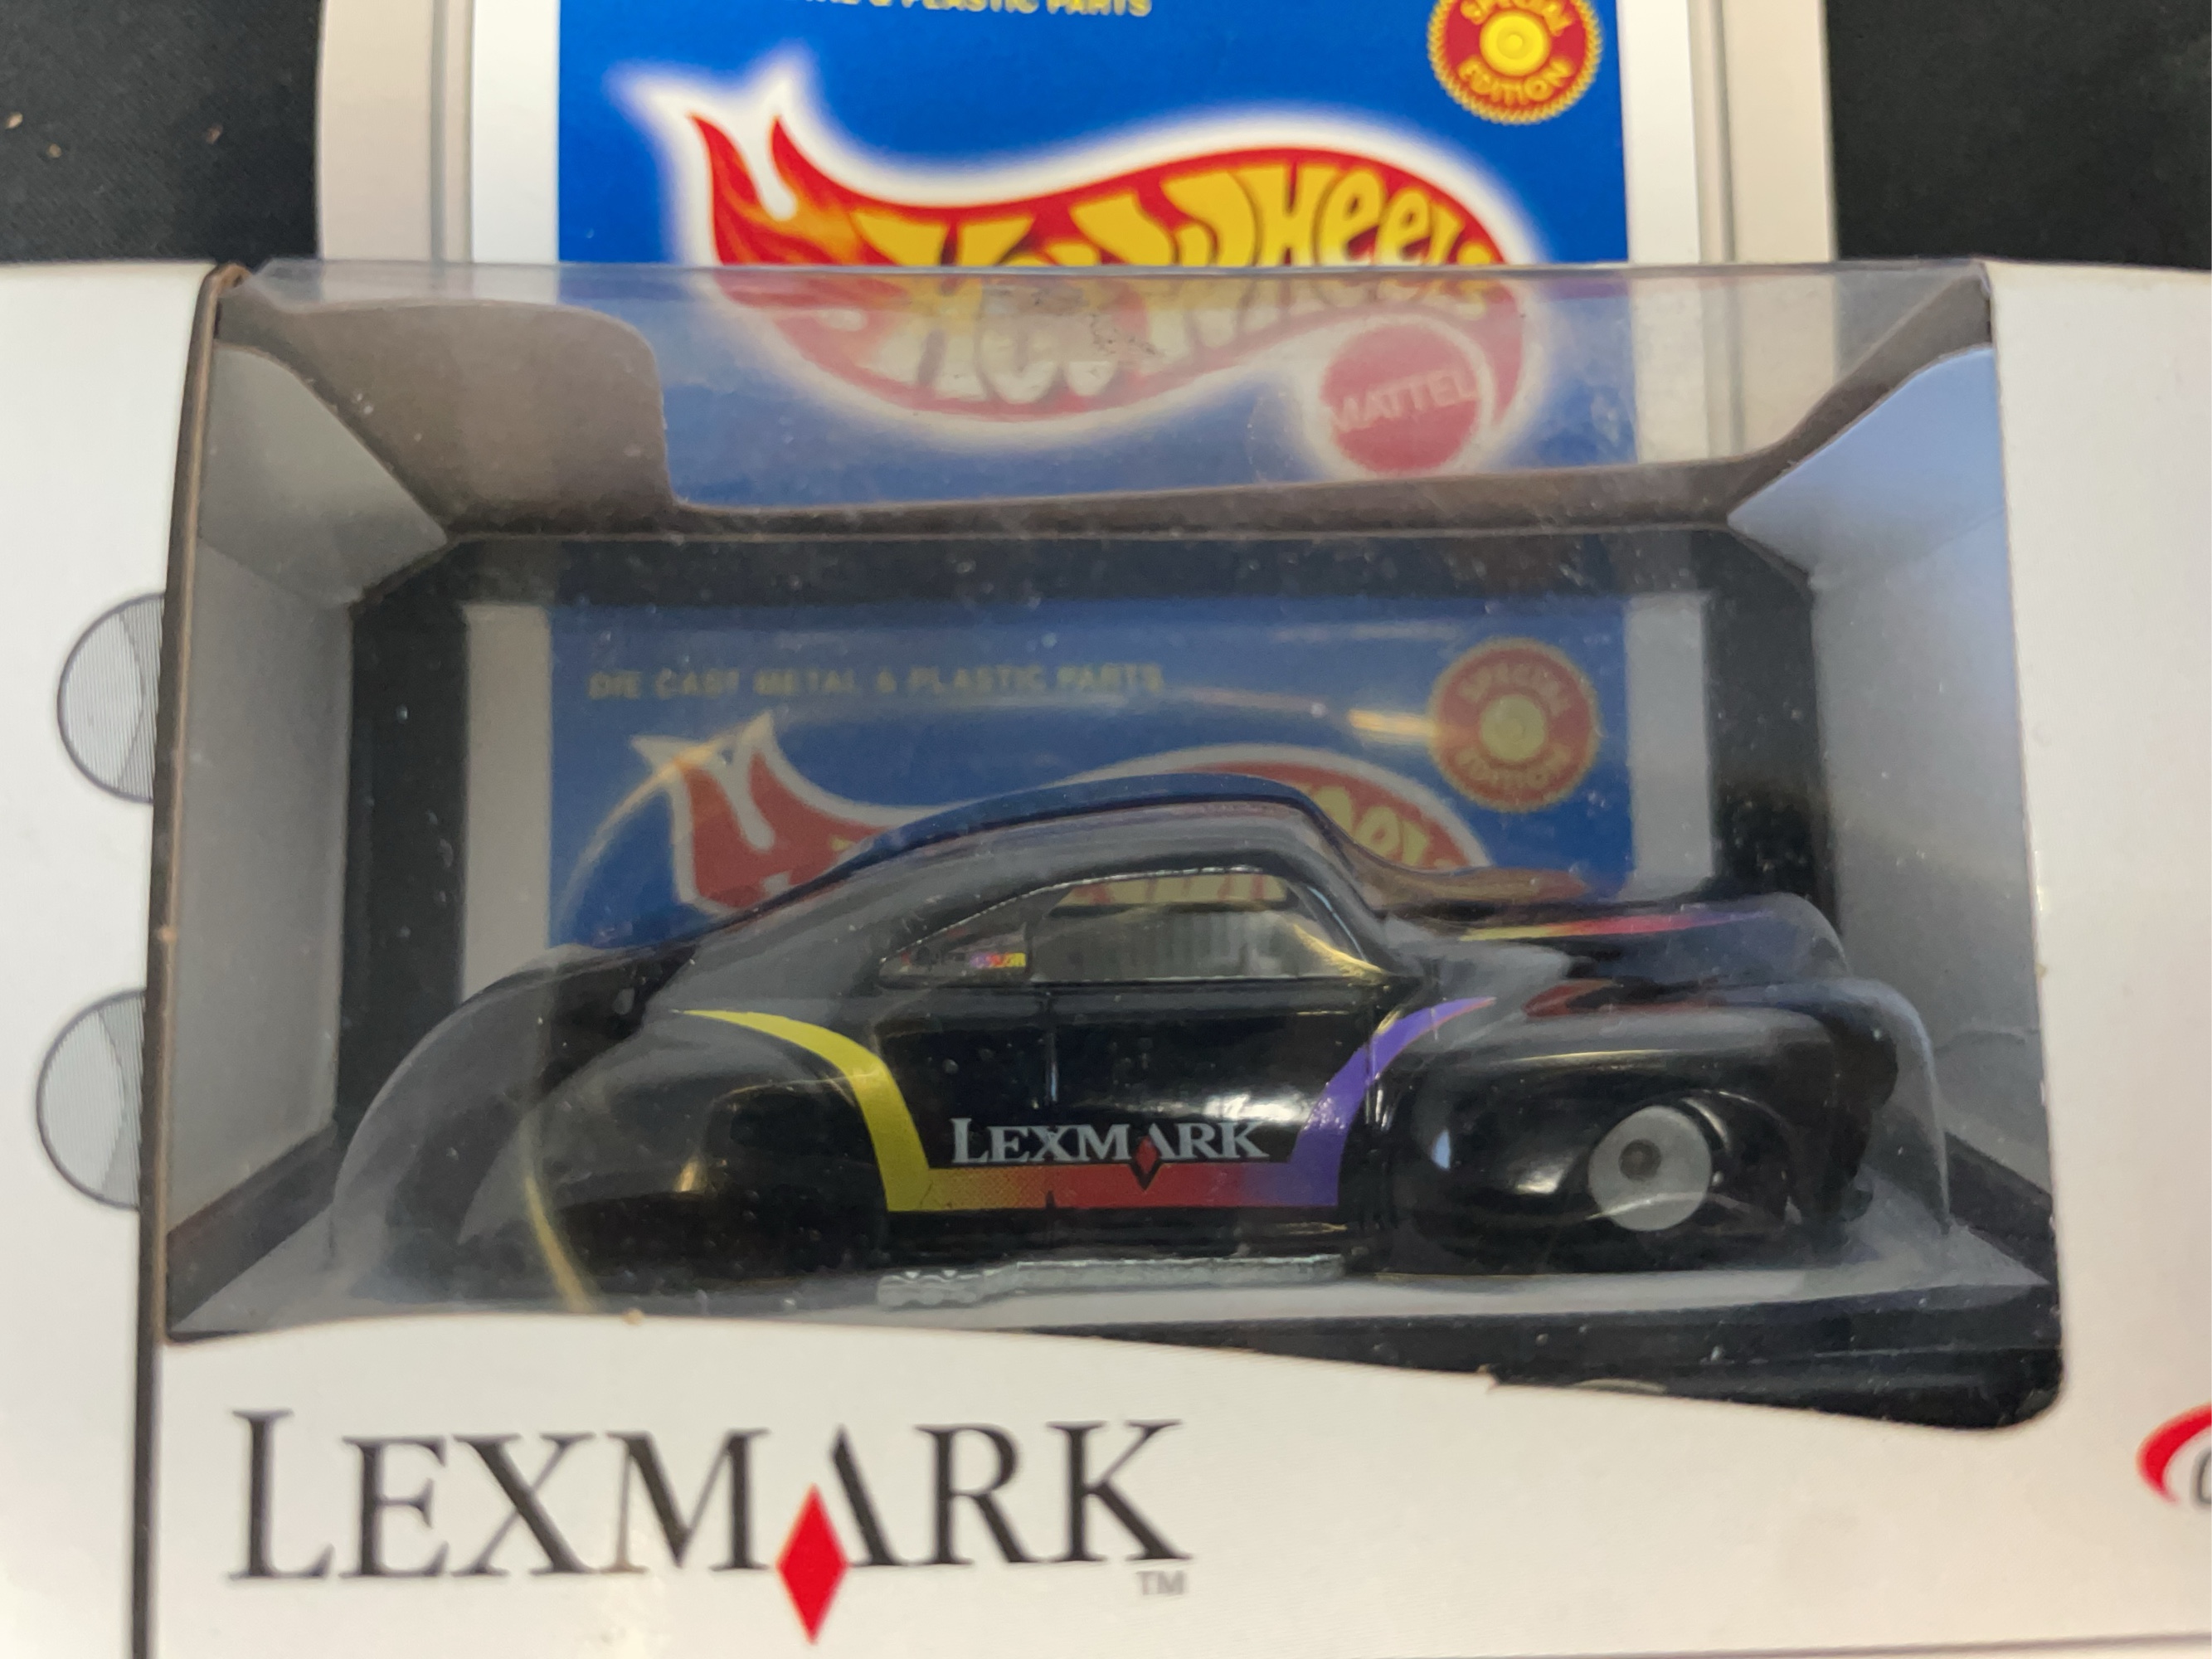 & PLASTIC PARTS
SPECIAL
EDITION
HOT WHEELS
MATTEL
DIE CAST METAL & PLASTIC PARTS
SPECIAL
EDITION
LEXMARK
LEXMARK
TM